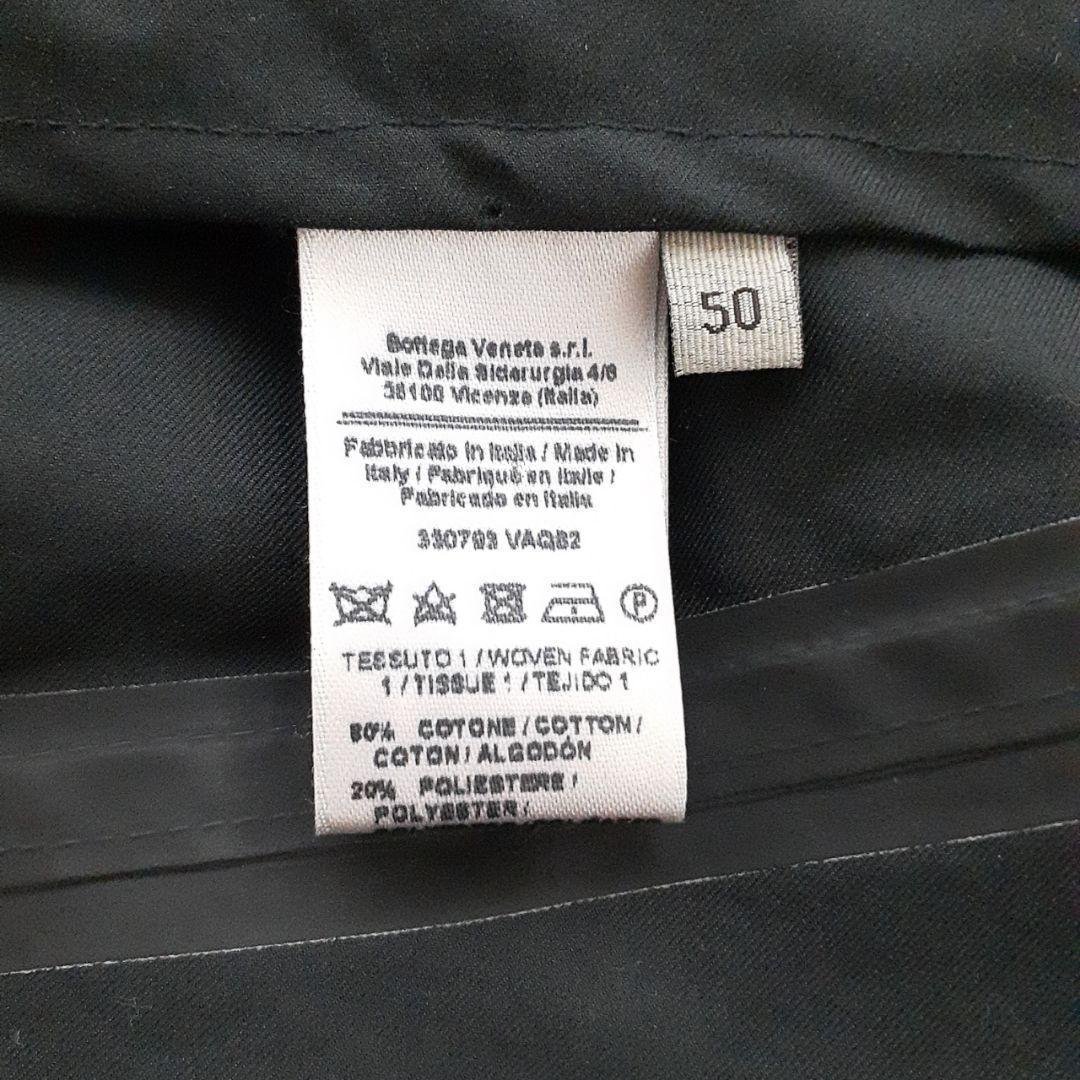 Bottega Veneta s.r.l.
Viale Della Siderurgia 4/6
36100 Vicenza (Italia)
Fabbricato in Italia / Made in
Italy / Fabriqué en Italie /
Fabricado en Italia
VAQB2
TESSUTO 1 / WOVEN FABRIC
1 / TISSUE 1 / TEJIDO 1
80% COTONE / COTTON /
COTON / ALGODÓN
20% POLIESTERE /
POLYESTER /
P
50